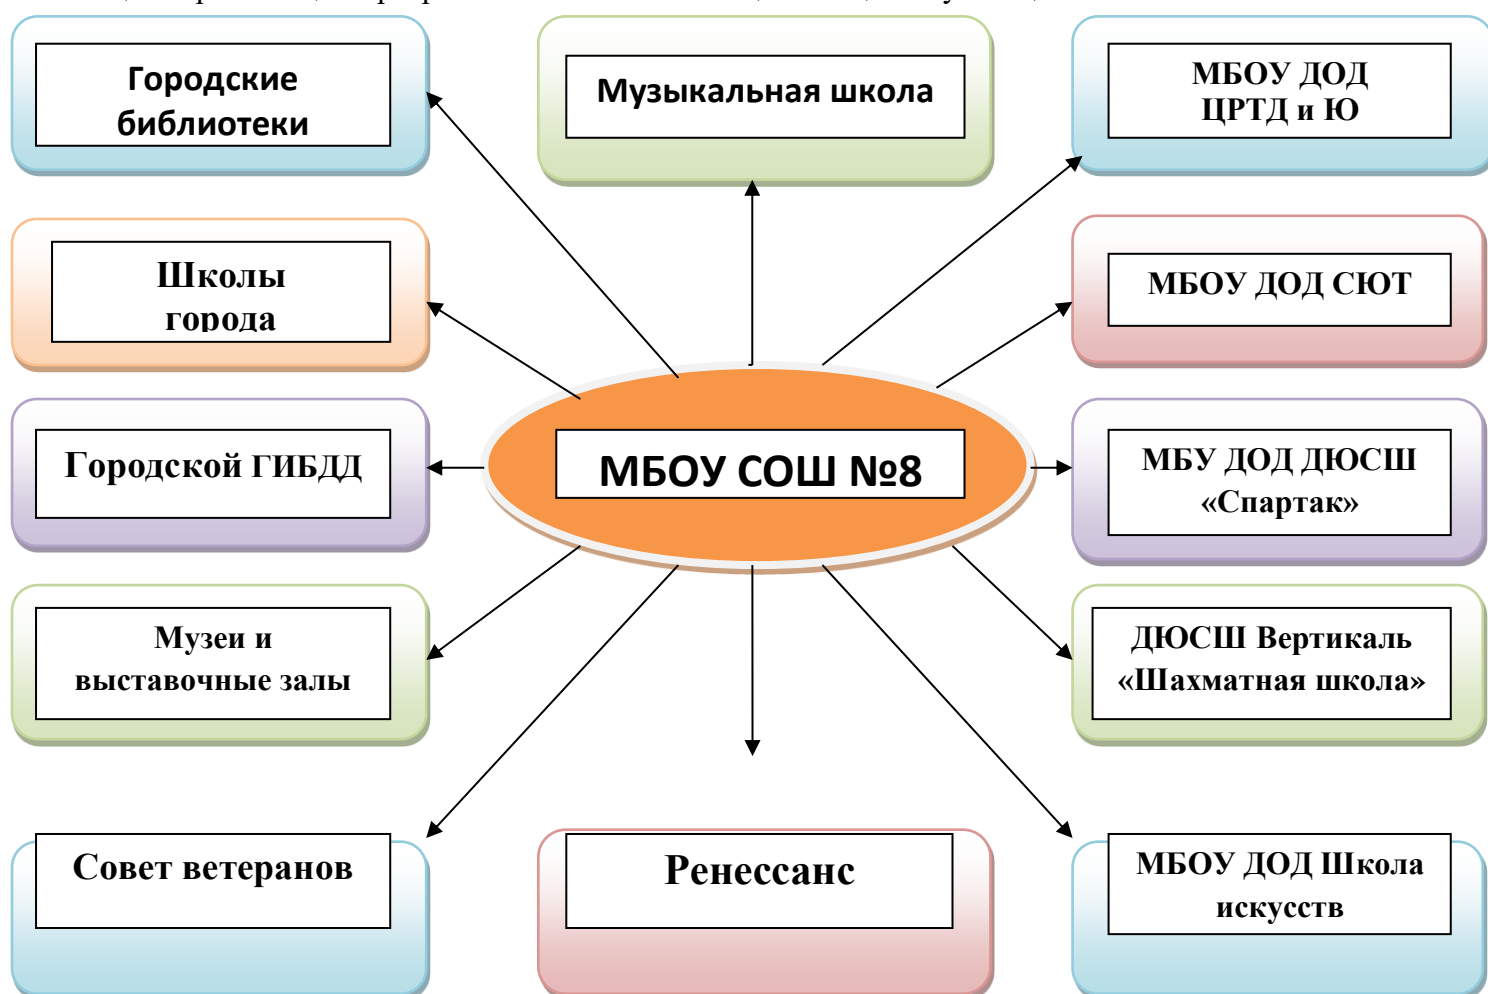 Городские
библиотеки
Музыкальная школа
МБОУ ДОД
ЦРТД и Ю
Школы
города
МБОУ ДОД СЮТ
Городской ГИБДД
МБОУ СОШ №8
МБУ ДОД ДЮСШ
«Спартак»
Музеи и
выставочные залы
ДЮСШ Вертикаль
«Шахматная школа»
Совет ветеранов
Ренессанс
МБОУ ДОД Школа
искусств